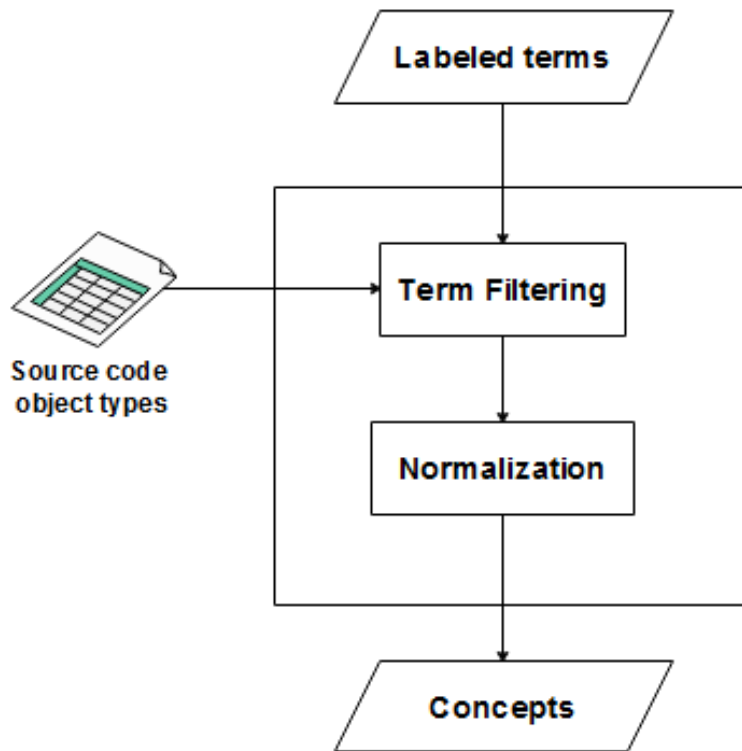 Labeled terms
Term Filtering
Source code
object types
Normalization
Concepts